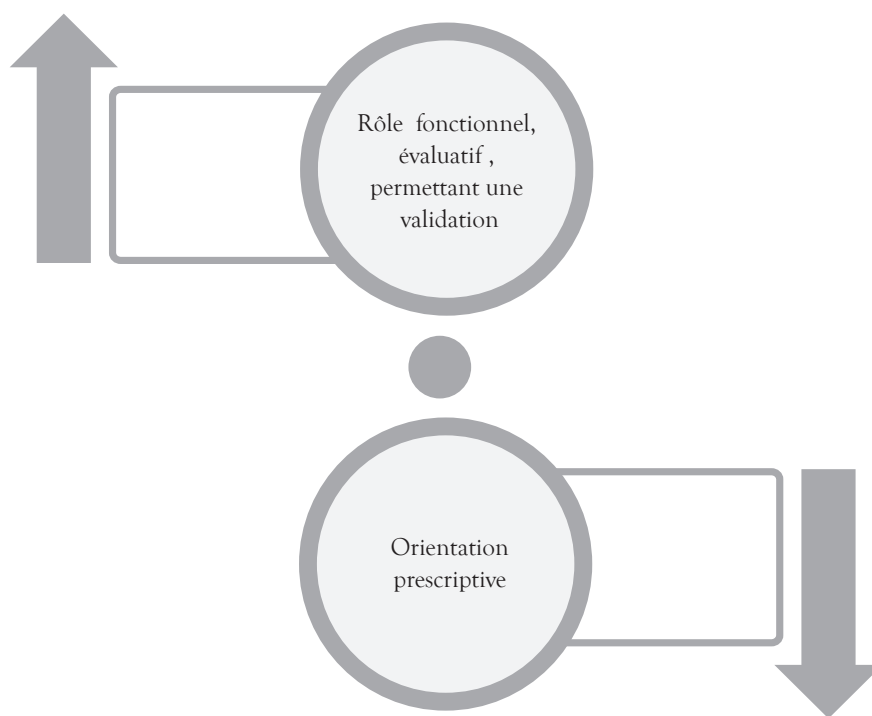 Rôle fonctionnel,
évaluatif ,
permettant une
validation
Orientation
prescriptive